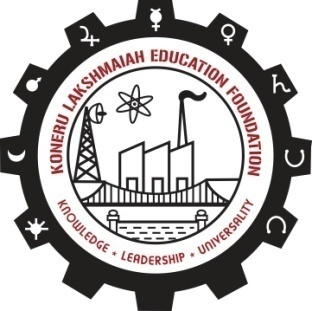 KONERU LAKSHMAIAH EDUCATION FOUNDATION
KNOWLEDGE * LEADERSHIP * UNIVERSALITY